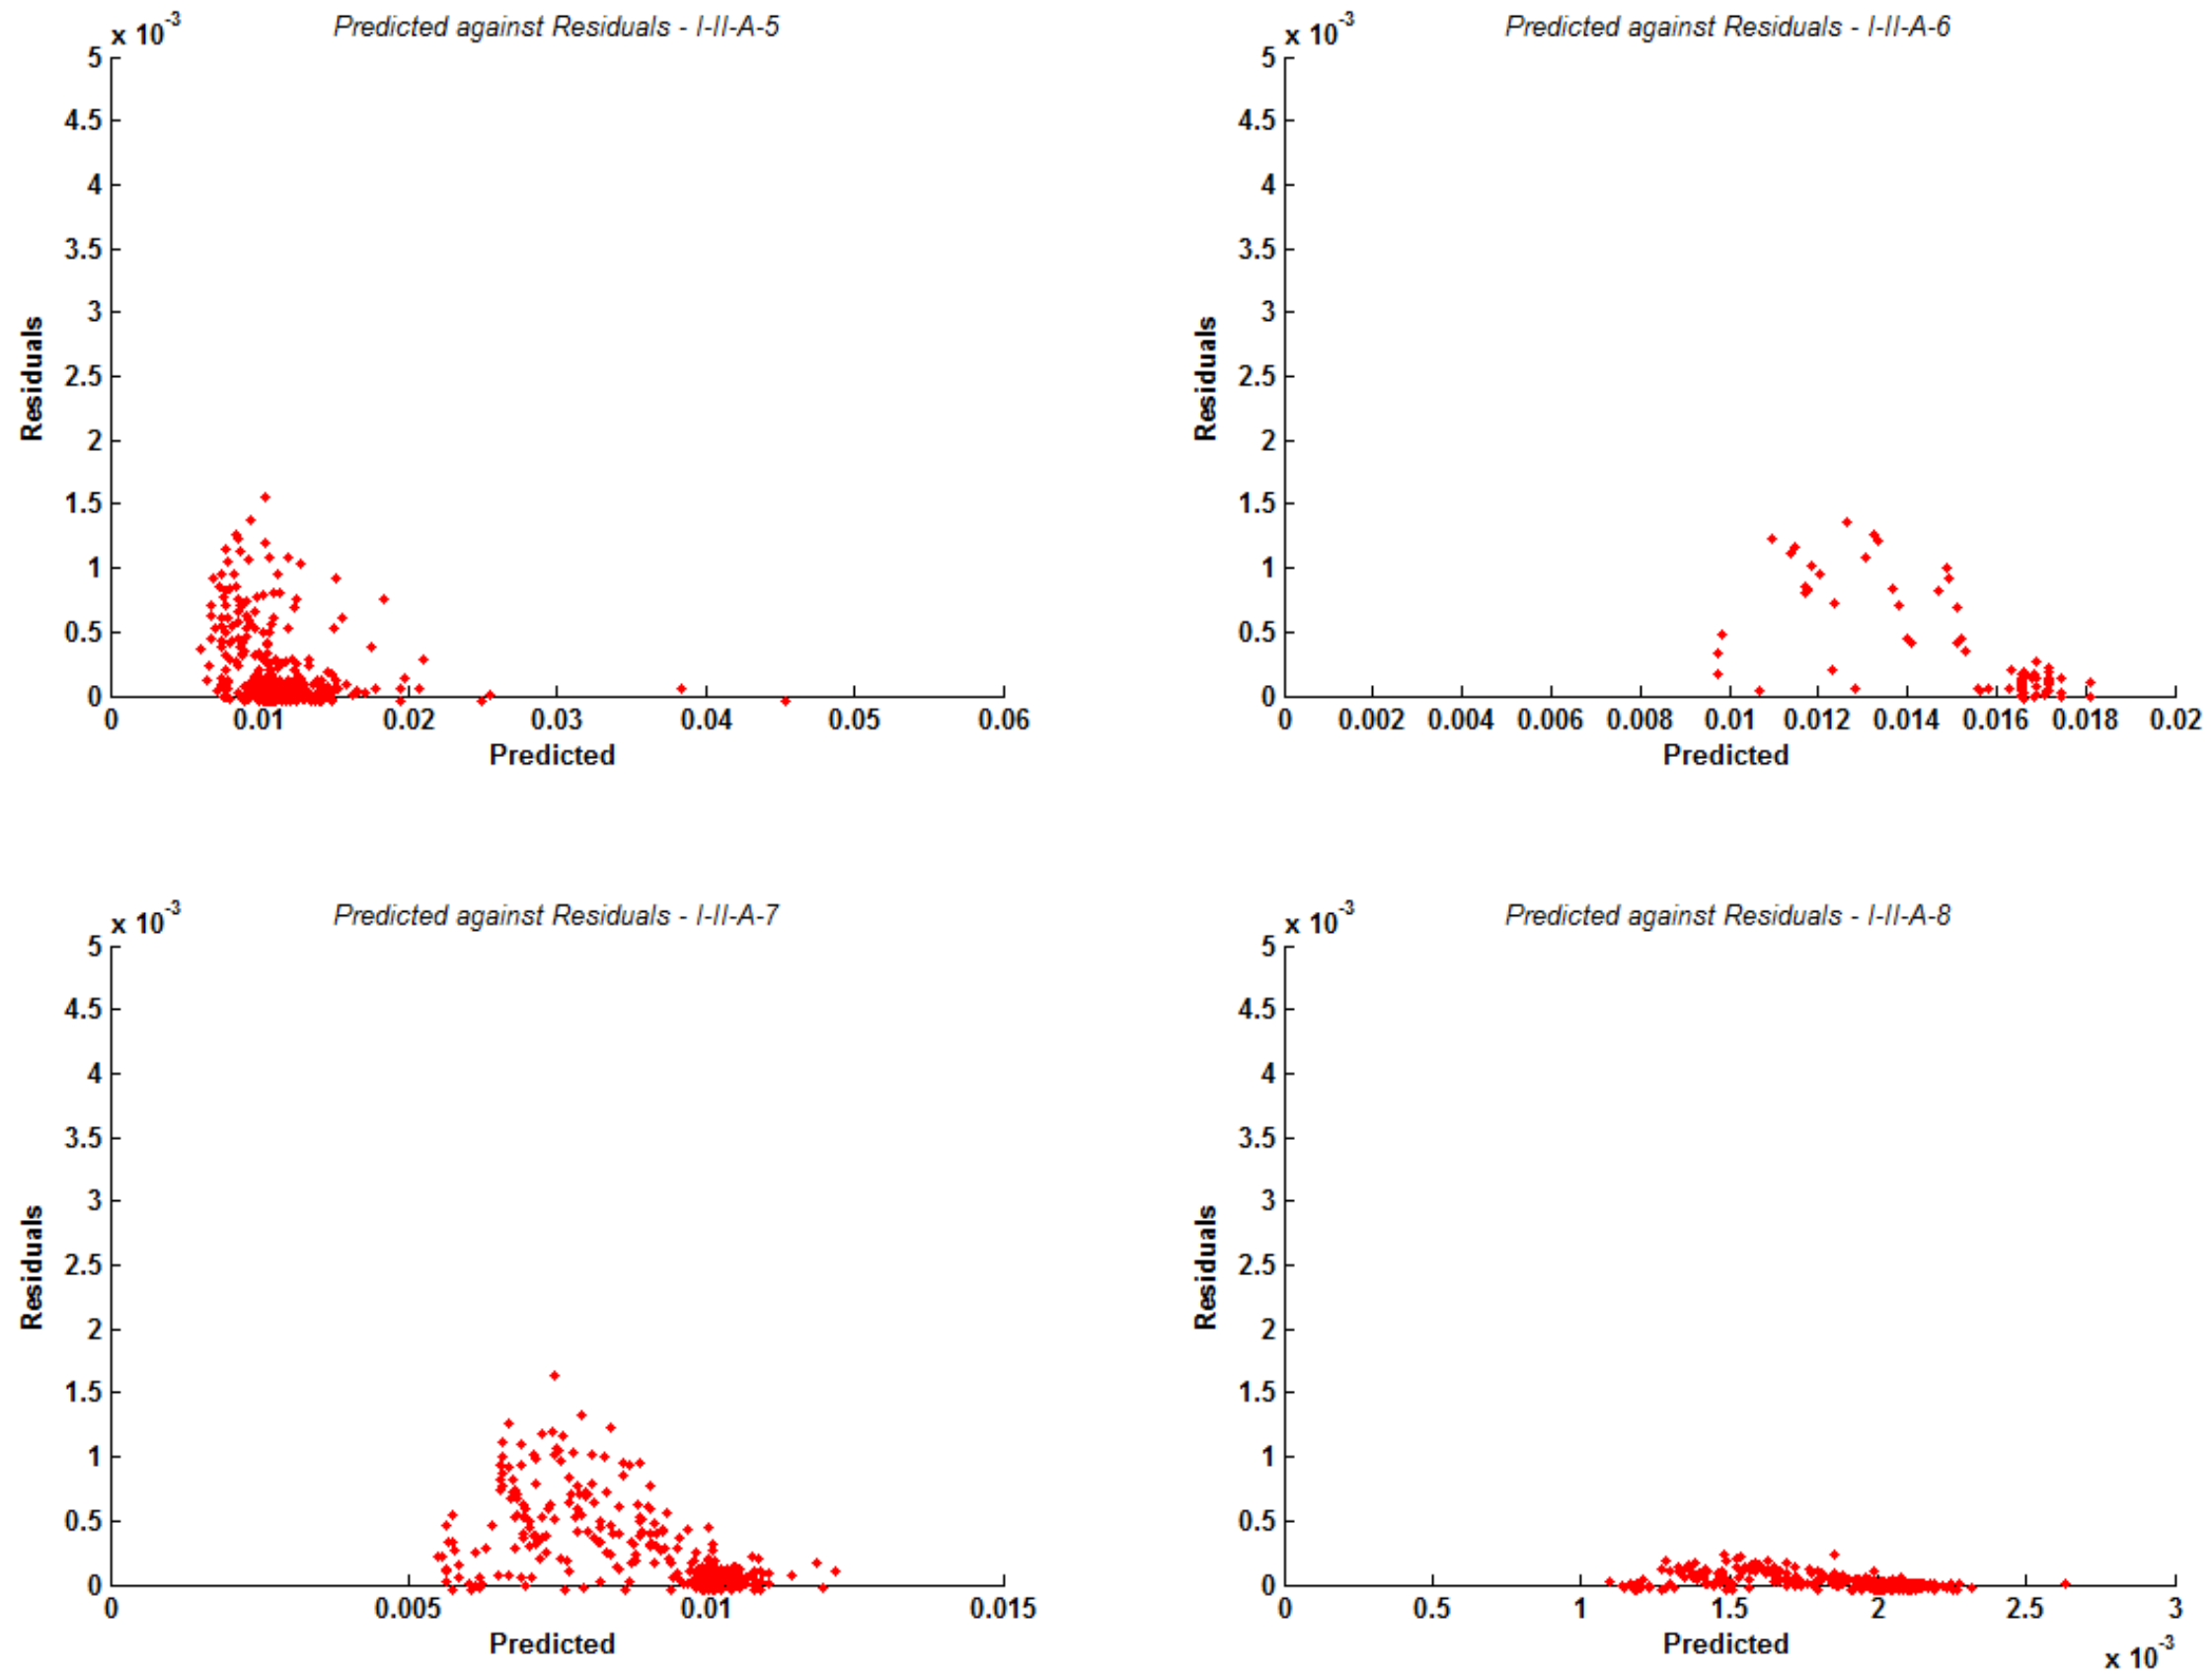 Predicted against Residuals - I-II-A-5
x 10-3
5
4.5
4
3.5
3
2.5
2
1.5
1
0.5
0
Residuals
0 0.01 0.02 0.03 0.04 0.05 0.06
Predicted
Predicted against Residuals - I-II-A-6
x 10-3
5
4.5
4
3.5
3
2.5
2
1.5
1
0.5
0
Residuals
0 0.002 0.004 0.006 0.008 0.01 0.012 0.014 0.016 0.018 0.02
Predicted
Predicted against Residuals - I-II-A-7
x 10-3
5
4.5
4
3.5
3
2.5
2
1.5
1
0.5
0
Residuals
0 0.005 0.01 0.015
Predicted
Predicted against Residuals - I-II-A-8
x 10-3
5
4.5
4
3.5
3
2.5
2
1.5
1
0.5
0
Residuals
0 0.5 1 1.5 2 2.5 3
Predicted
x 10-3